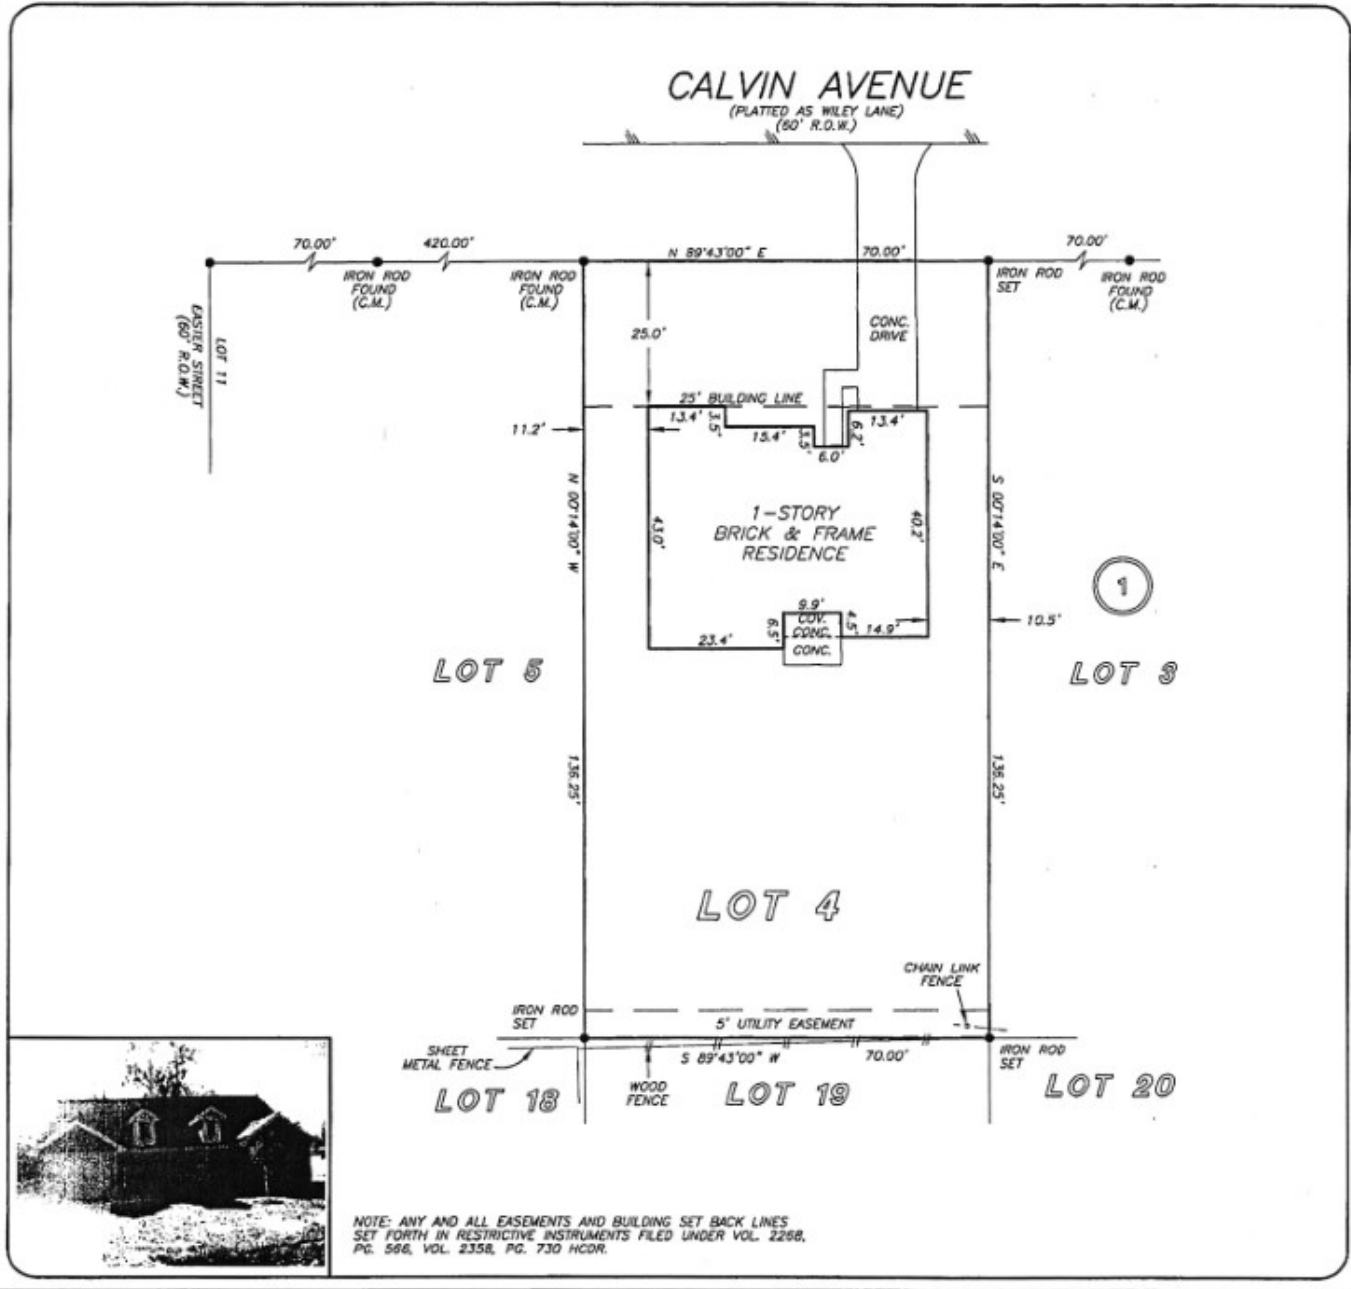 CALVIN AVENUE
(PLATTED AS WILEY LANE)
(60' R.O.W.)
70.00'
420.00'
N 89°43'00" E
70.00'
70.00'
IRON ROD
FOUND
(C.M.)
IRON ROD
FOUND
(C.M.)
IRON ROD
SET
IRON ROD
FOUND
(C.M.)
LOT 11
EASTER STREET
(60' R.O.W.)
25.0'
CONC.
DRIVE
25' BUILDING LINE
11.2'
13.4'
3.5'
15.4'
3.5'
6.0'
6.2'
13.4'
N 00°14'00" W
43.0'
1-STORY
BRICK & FRAME
RESIDENCE
40.2'
S 00°14'00" E
1
9.9'
COV.
CONC.
CONC.
6.5'
4.5'
23.4'
14.9'
10.5'
LOT 5
LOT 3
136.25'
136.25'
LOT 4
CHAIN LINK
FENCE
IRON ROD
SET
5' UTILITY EASEMENT
SHEET
METAL FENCE
S 89°43'00" W
70.00'
IRON ROD
SET
WOOD
FENCE
LOT 18
LOT 19
LOT 20
NOTE: ANY AND ALL EASEMENTS AND BUILDING SET BACK LINES
SET FORTH IN RESTRICTIVE INSTRUMENTS FILED UNDER VOL. 2268,
PG. 566, VOL. 2358, PG. 730 HCDR.